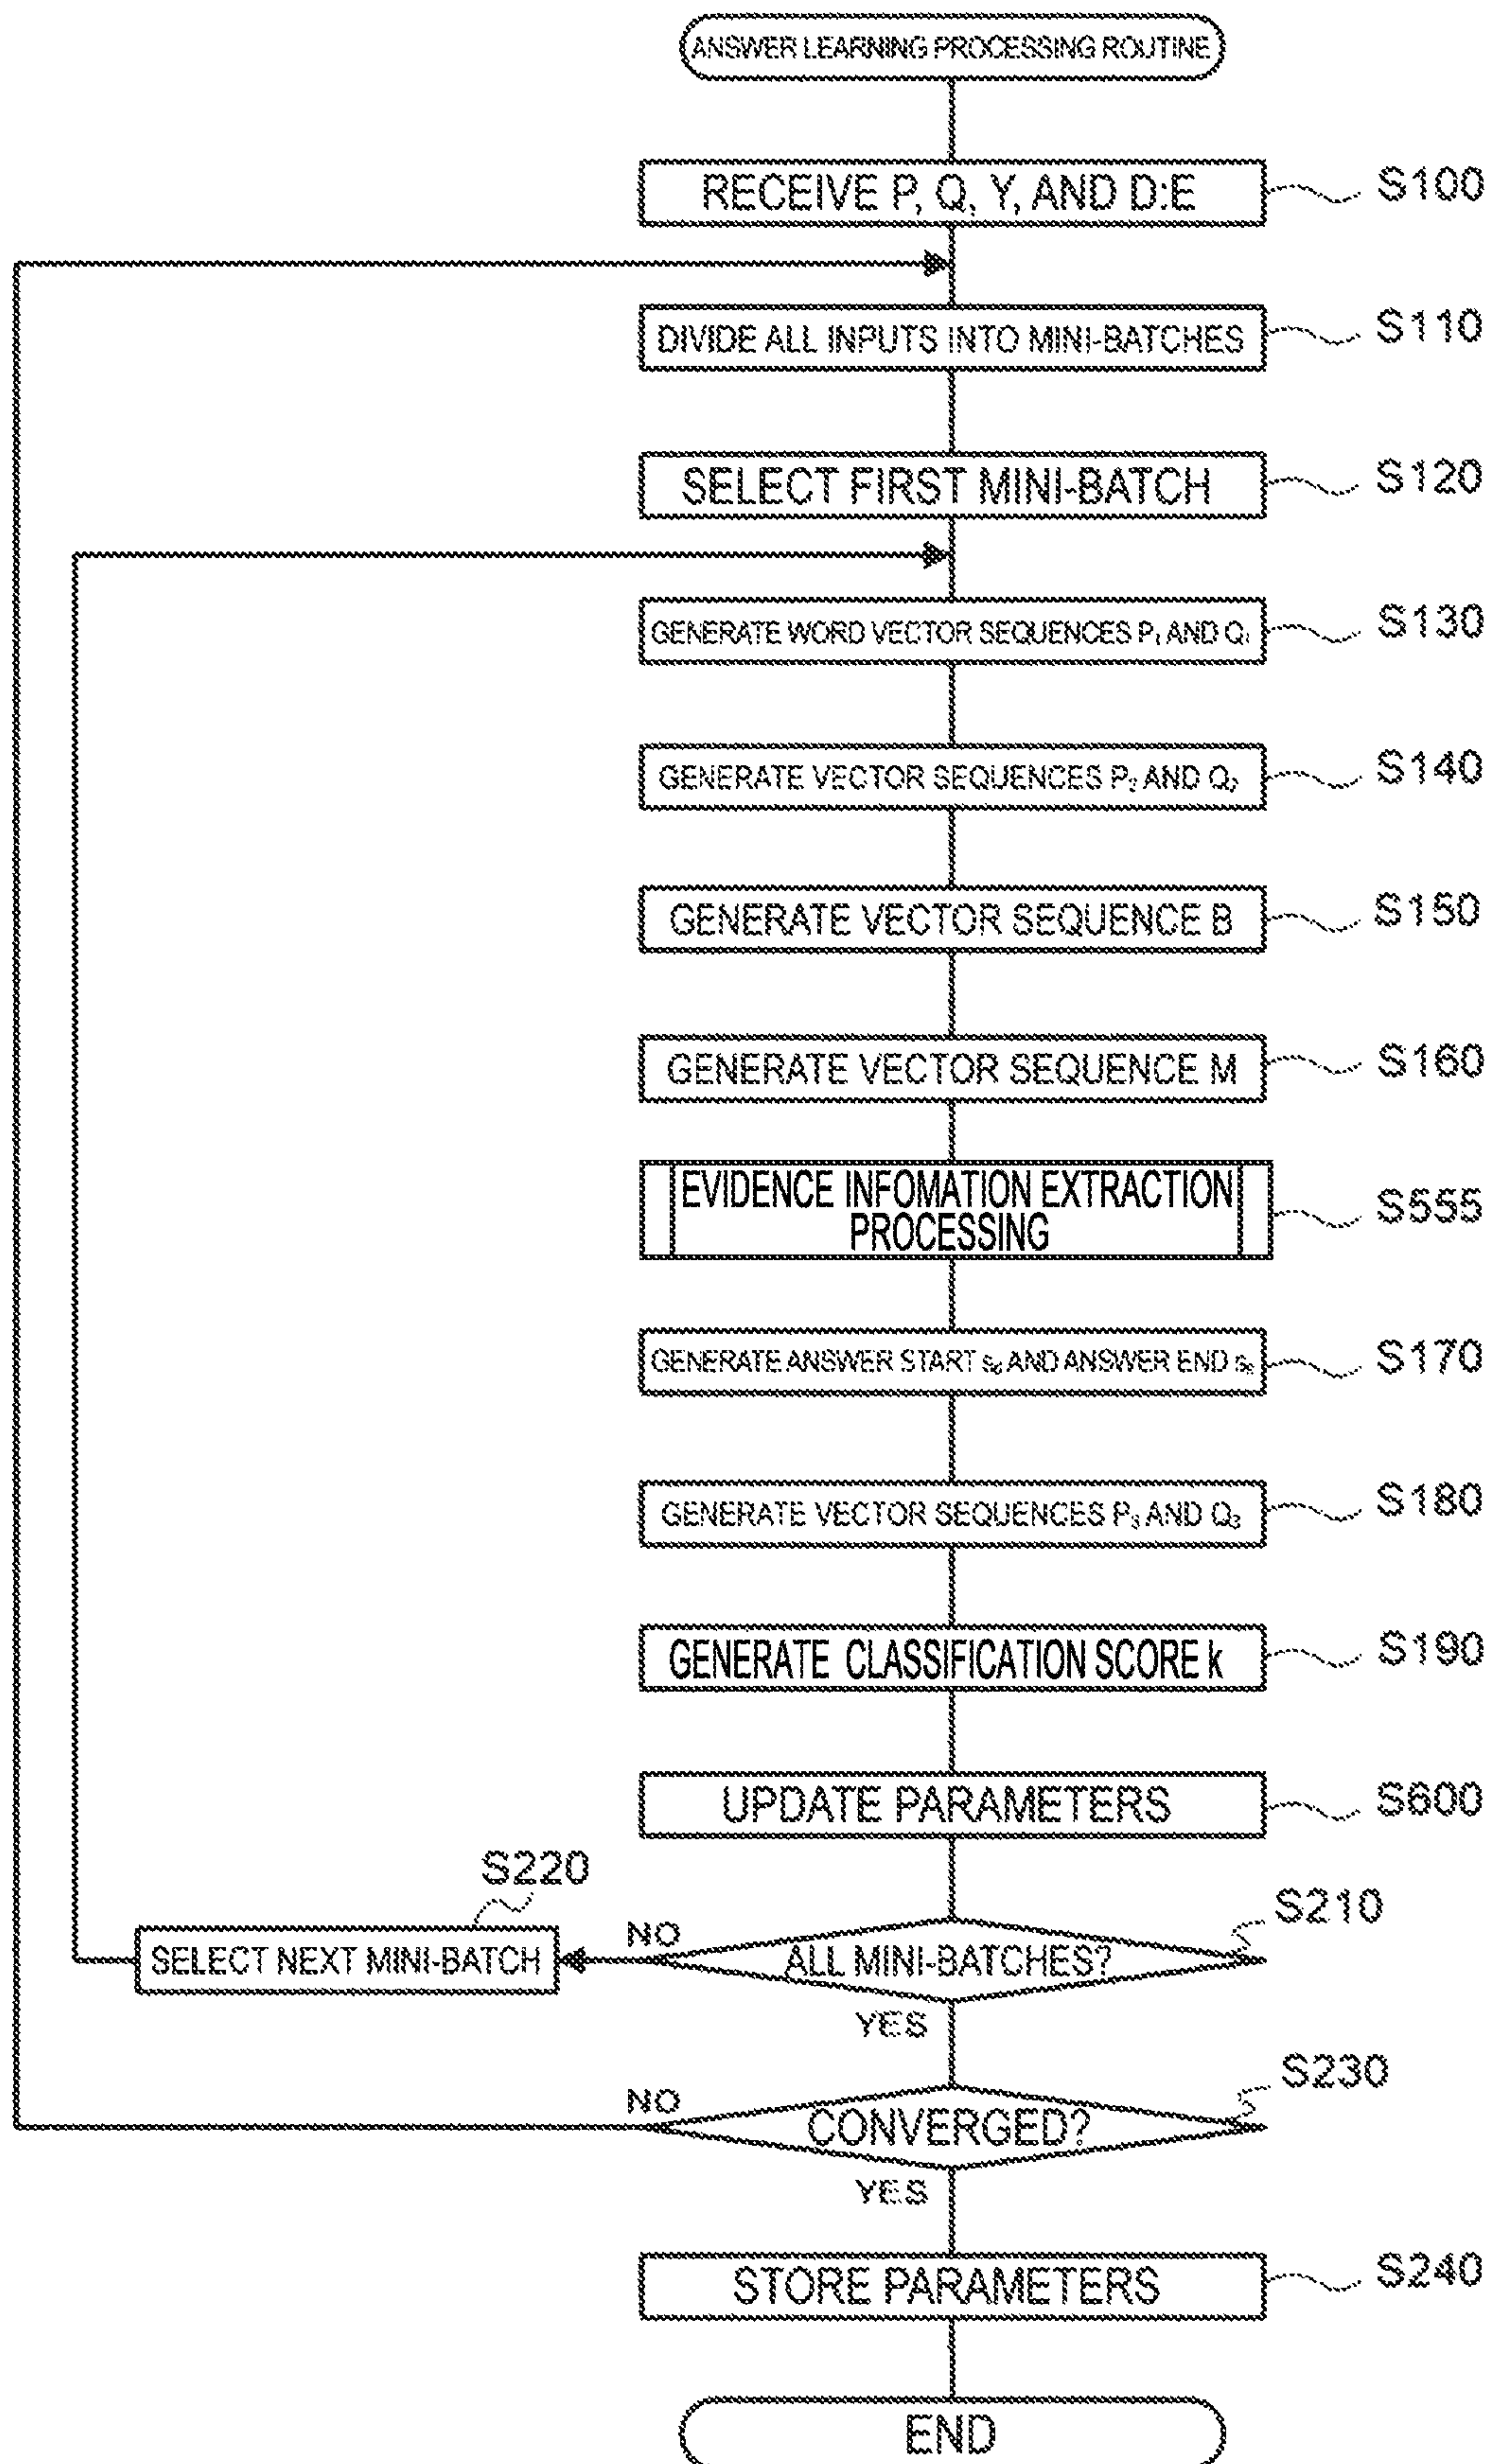 ANSWER LEARNING PROCESSING ROUTINE
RECEIVE P, Q, Y, AND D:E
S100
DIVIDE ALL INPUTS INTO MINI-BATCHES
S110
SELECT FIRST MINI-BATCH
S120
GENERATE WORD VECTOR SEQUENCES P₁ AND Q₁
S130
GENERATE VECTOR SEQUENCES P₂ AND Q₂
S140
GENERATE VECTOR SEQUENCE B
S150
GENERATE VECTOR SEQUENCE M
S160
EVIDENCE INFOMATION EXTRACTION
PROCESSING
S555
GENERATE ANSWER START AND ANSWER END
S170
GENERATE VECTOR SEQUENCES P₃ AND Q₃
S180
GENERATE CLASSIFICATION SCORE k
S190
UPDATE PARAMETERS
S600
S220
SELECT NEXT MINI-BATCH
NO
ALL MINI-BATCHES?
S210
YES
NO
CONVERGED?
S230
YES
STORE PARAMETERS
S240
END